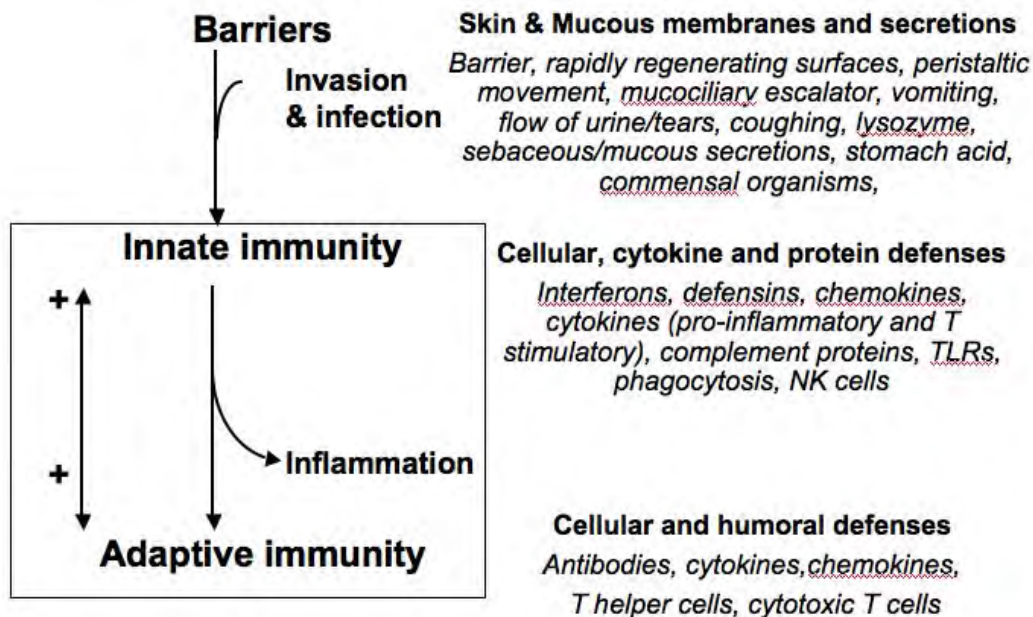 Barriers
Invasion
& infection
Skin & Mucous membranes and secretions
Barrier, rapidly regenerating surfaces, peristaltic
movement, mucociliary escalator, vomiting,
flow of urine/tears, coughing, lysozyme,
sebaceous/mucous secretions, stomach acid,
commensal organisms,
Innate immunity
+
+
Inflammation
Adaptive immunity
Cellular, cytokine and protein defenses
Interferons, defensins, chemokines,
cytokines (pro-inflammatory and T
stimulatory), complement proteins, TLRs,
phagocytosis, NK cells
Cellular and humoral defenses
Antibodies, cytokines,chemokines,
T helper cells, cytotoxic T cells